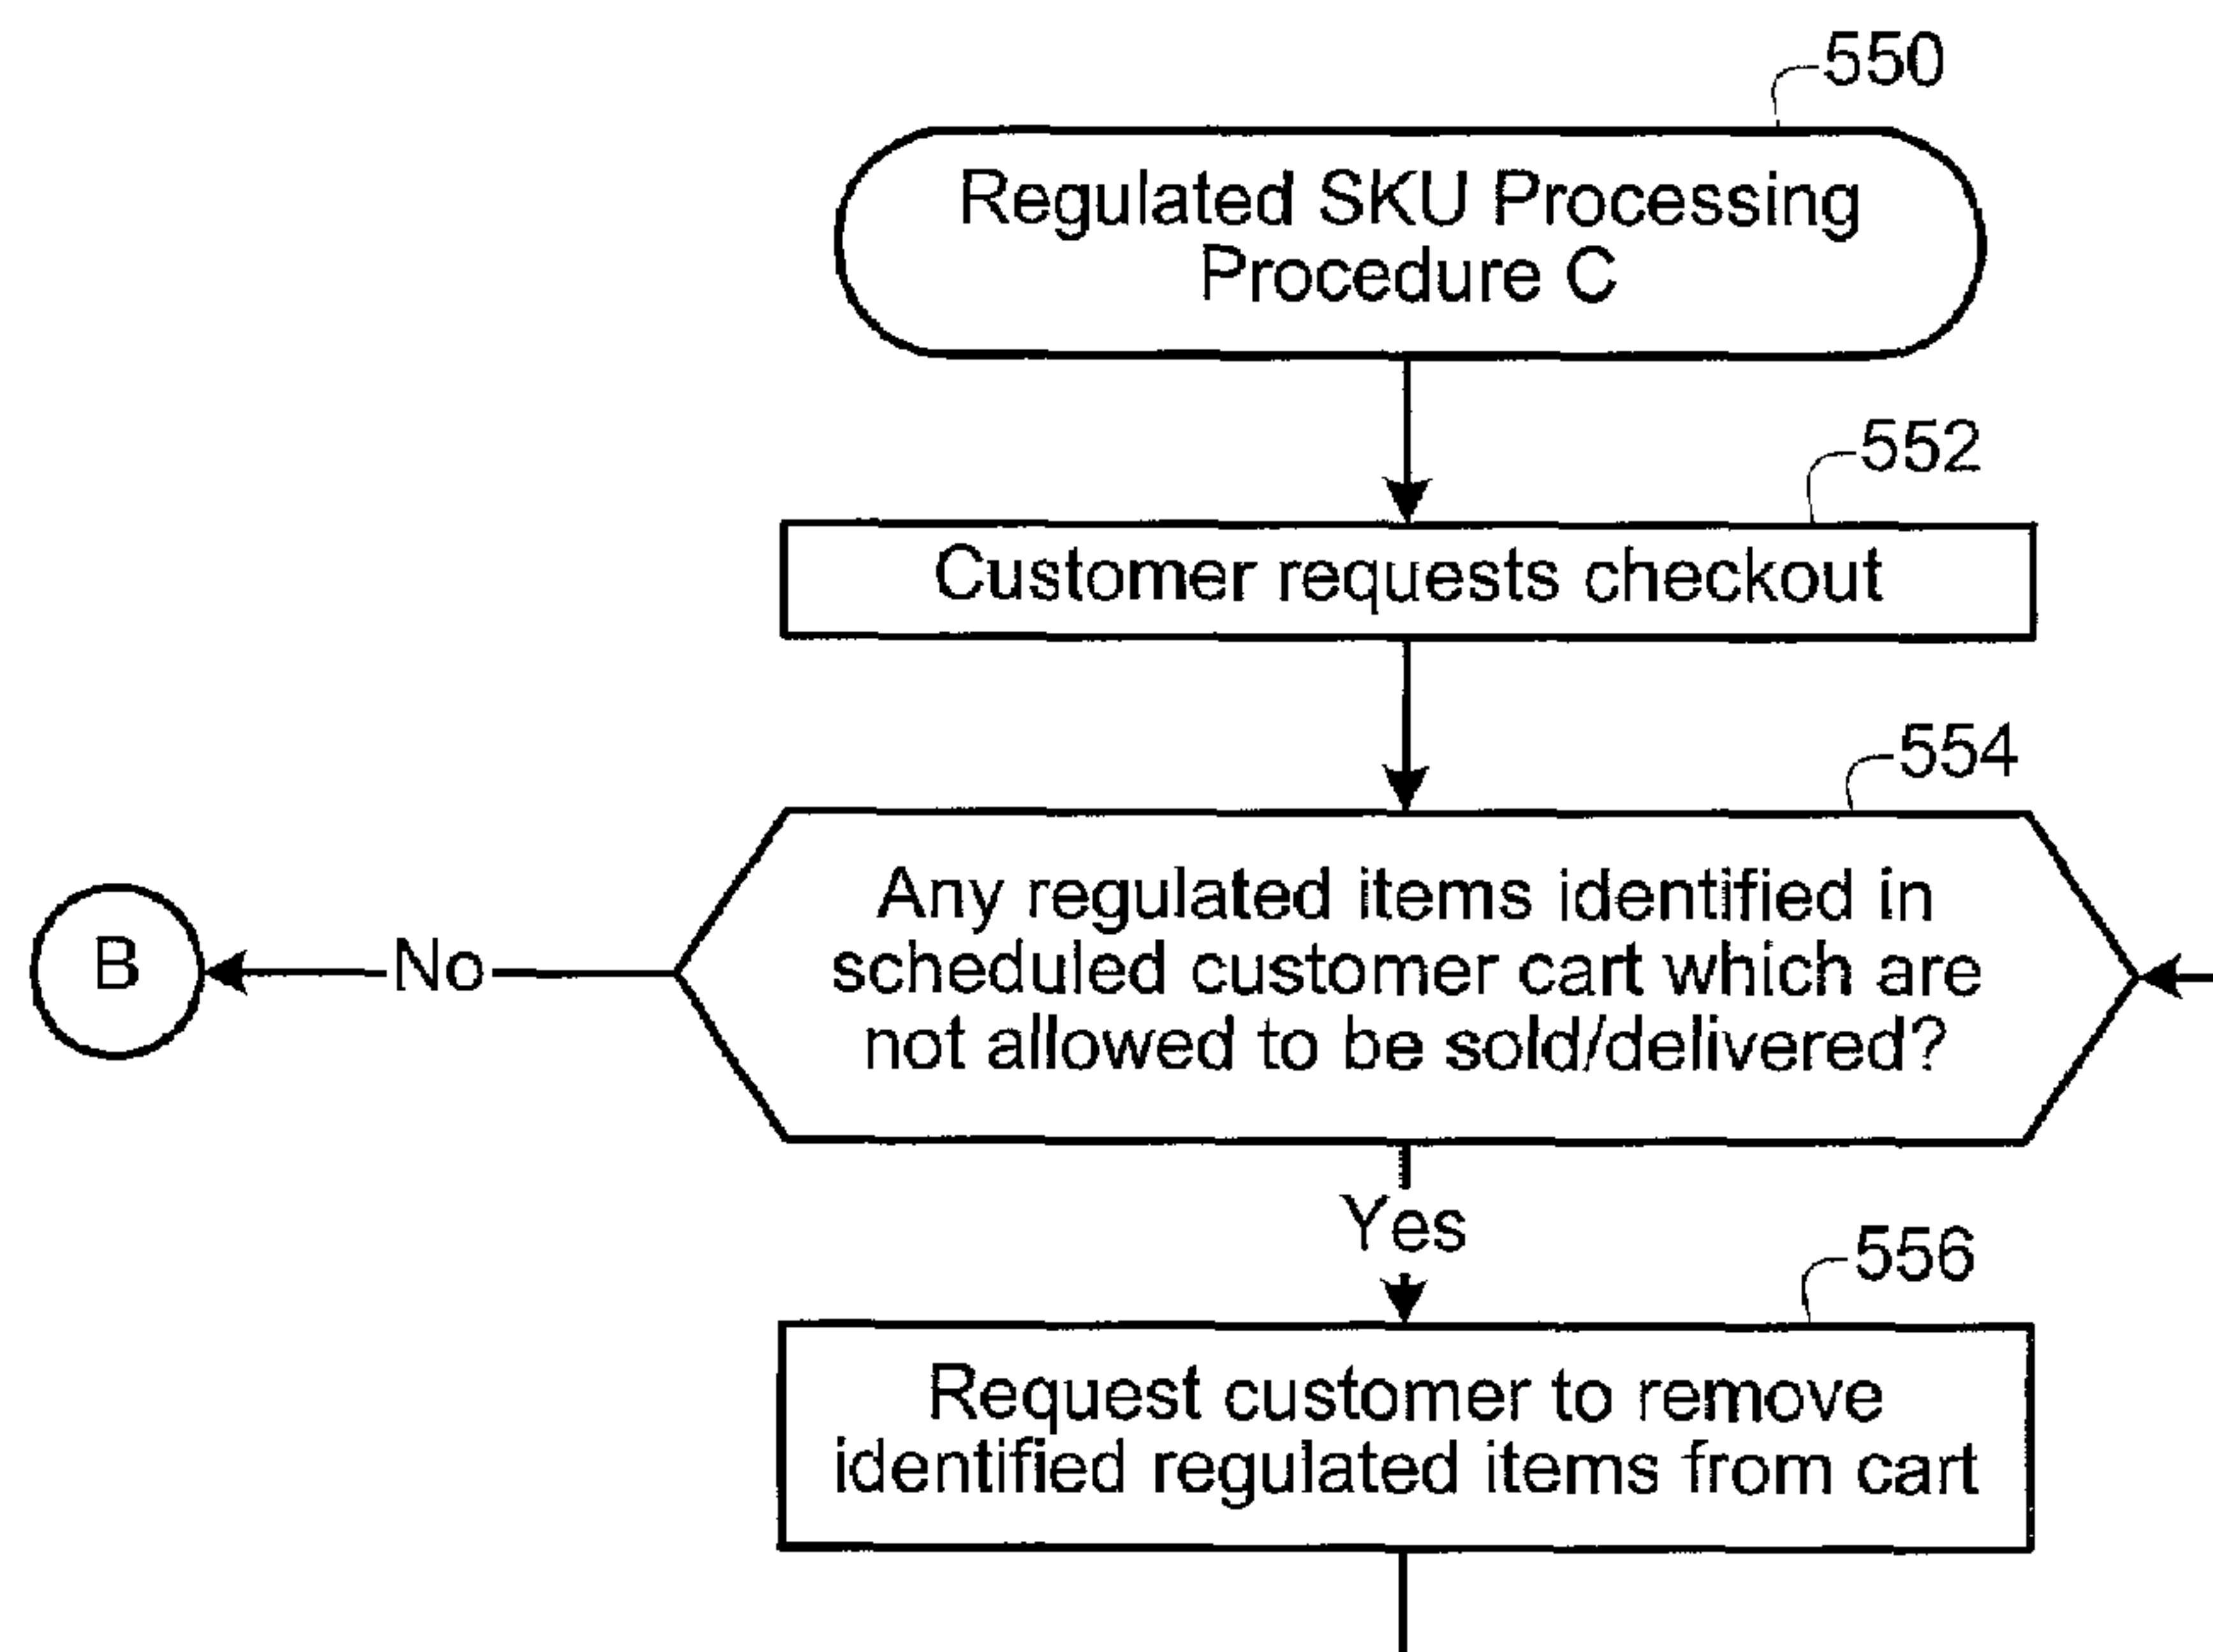 550
Regulated SKU Processing
Procedure C
552
Customer requests checkout
554
Any regulated items identified in
scheduled customer cart which are
not allowed to be sold/delivered?
B
No
Yes
556
Request customer to remove
identified regulated items from cart